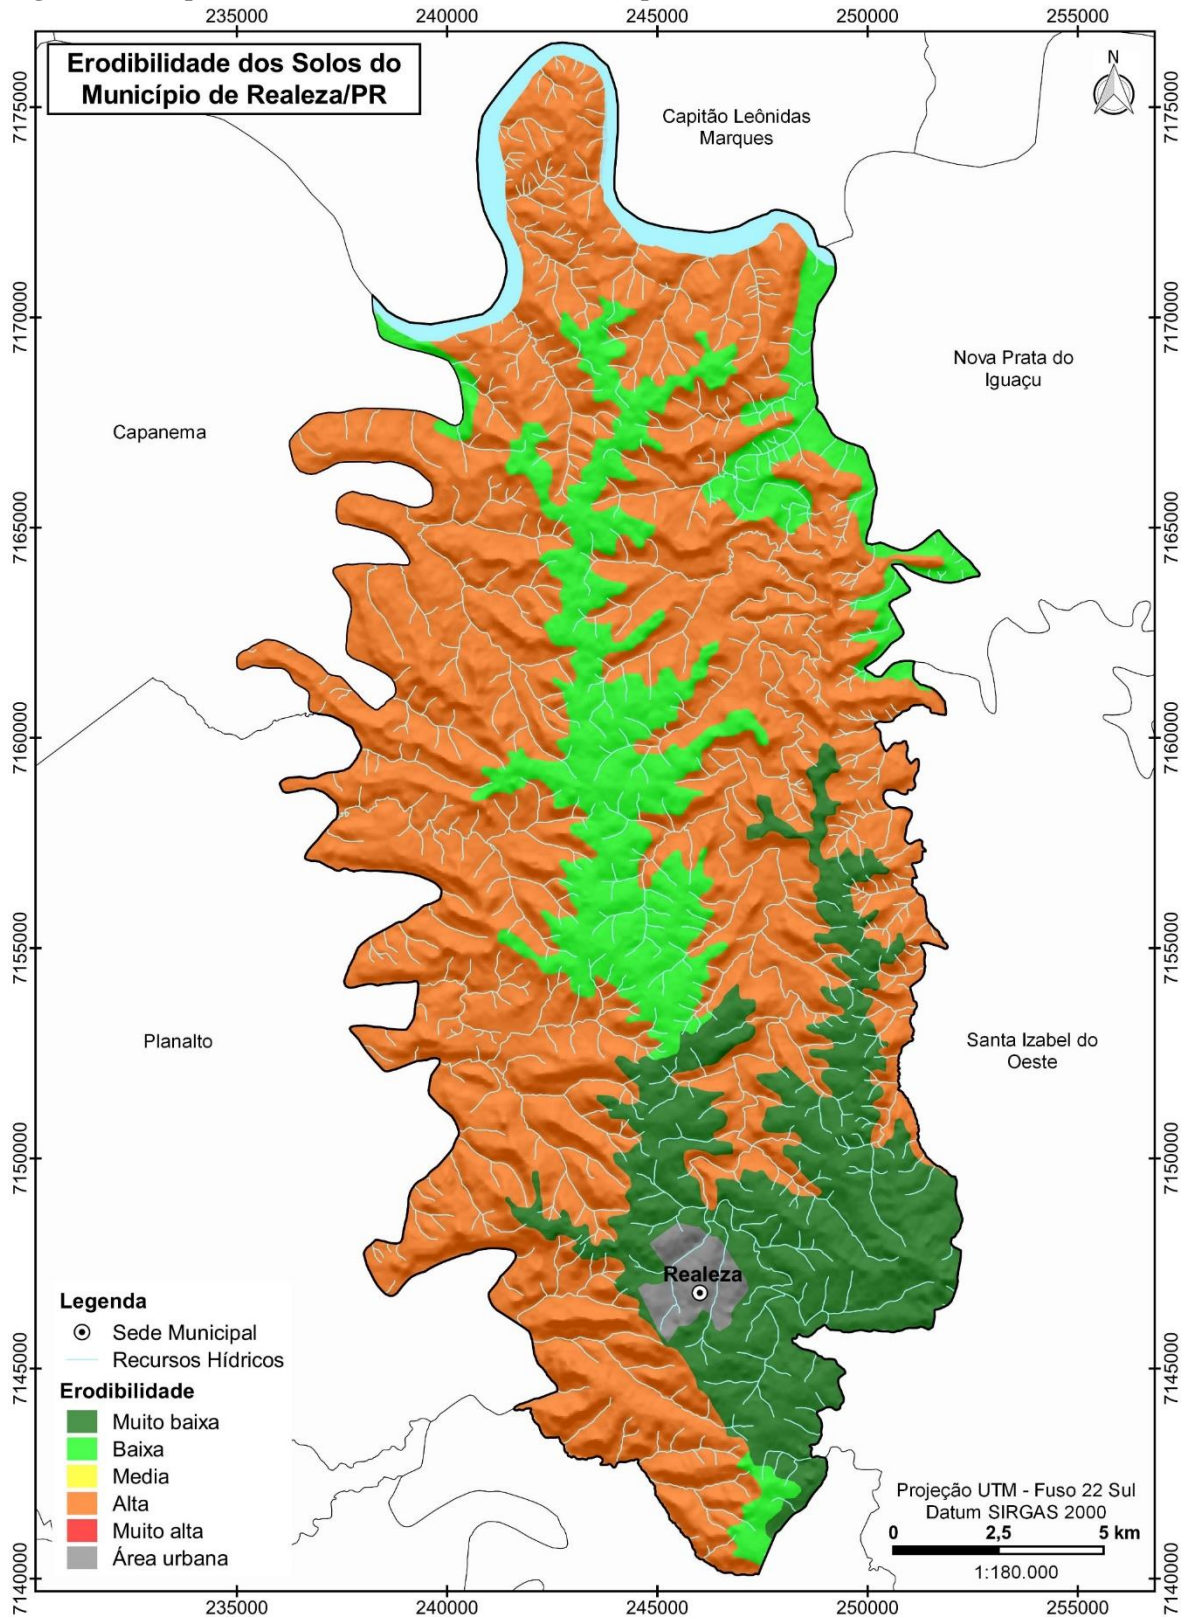 235000 240000 245000 250000 255000
Erodibilidade dos Solos do
Município de Realeza/PR
N
7175000 7175000
Capitão Leônidas
Marques
7170000 7170000
Nova Prata do
Iguaçu
Capanema
7165000 7165000
7160000 7160000
7155000 7155000
Planalto
Santa Izabel do
Oeste
7150000 7150000
Realeza
Legenda
Sede Municipal
Recursos Hídricos
7145000 7145000
Erodibilidade
Muito baixa
Baixa
Media
Alta
Muito alta
Área urbana
Projeção UTM - Fuso 22 Sul
Datum SIRGAS 2000
0 2,5 5 km
1:180.000
7140000 7140000
235000 240000 245000 250000 255000